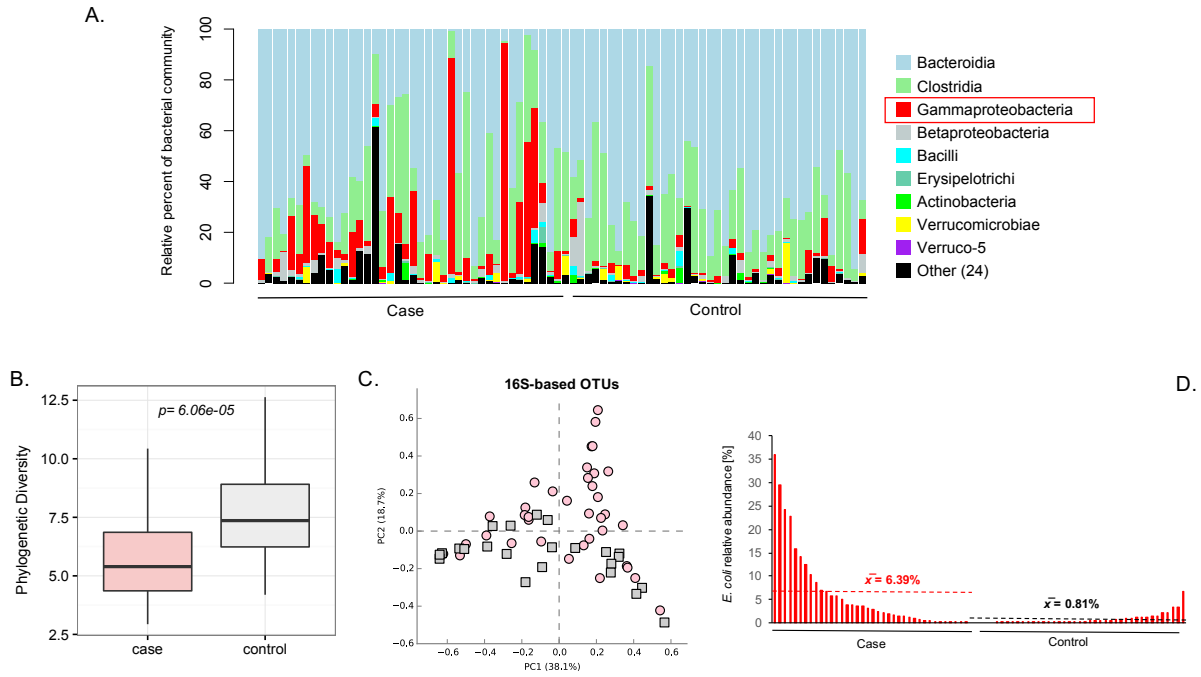 A.
Relative percent of bacterial community
100
80
60
40
20
0
Case
Control
Bacteroidia
Clostridia
Gammaproteobacteria
Betaproteobacteria
Bacilli
Erysipelotrichi
Actinobacteria
Verrucomicrobiae
Verruco-5
Other (24)
B.
Phylogenetic Diversity
12.5
10.0
7.5
5.0
2.5
p= 6.06e-05
case
control
C.
16S-based OTUs
PC2 (18.7%)
0.6
0.4
0.2
0.0
−0.2
−0.4
−0.6
−0.6
−0.4
−0.2
0.0
0.2
0.4
0.6
PC1 (38.1%)
D.
E. coli relative abundance [%]
40
35
30
25
20
15
10
5
0
x̄= 6.39%
x̄= 0.81%
Case
Control